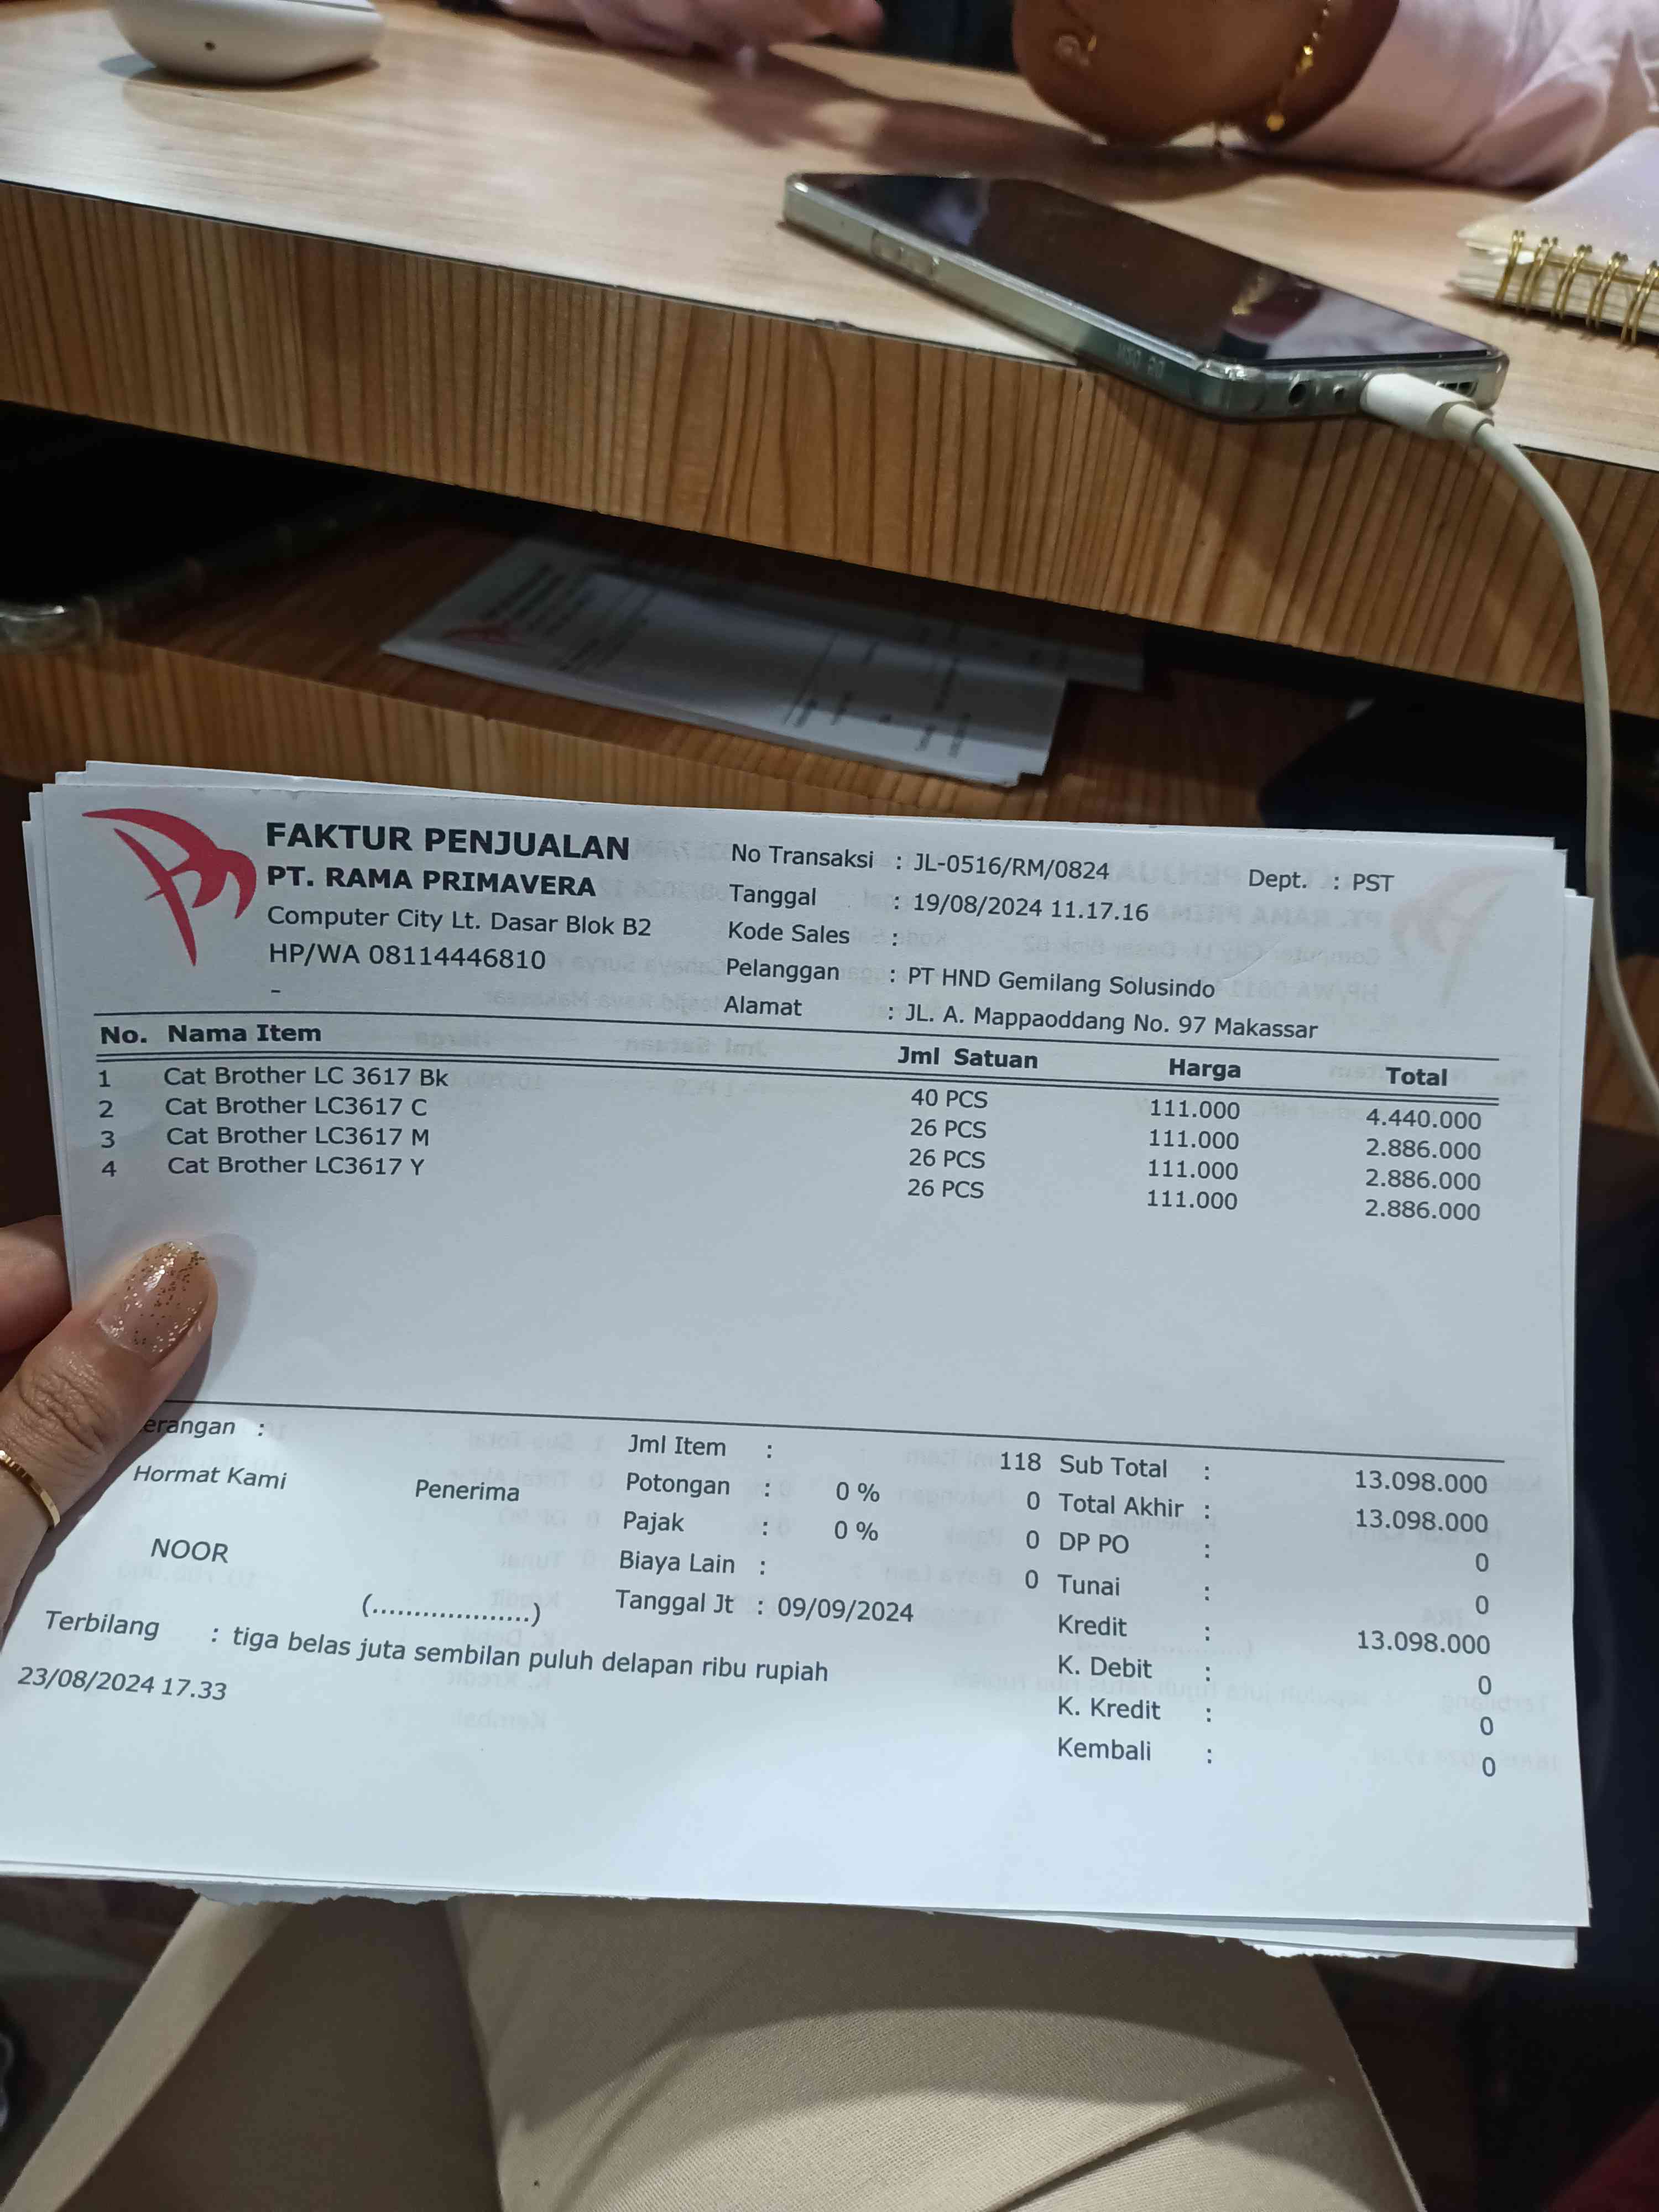 FAKTUR PENJUALAN
PT. RAMA PRIMAVERA
Computer City Lt. Dasar Blok B2
HP/WA 08114446810
-
No Transaksi : JL-0516/RM/0824
Dept. : PST
Tanggal : 19/08/2024 11.17.16
Kode Sales :
Pelanggan : PT HND Gemilang Solusindo
Alamat : JL. A. Mappaoddang No. 97 Makassar
No. Nama Item Jml Satuan Harga Total
1 Cat Brother LC 3617 Bk 40 PCS 111.000 4.440.000
2 Cat Brother LC3617 C 26 PCS 111.000 2.886.000
3 Cat Brother LC3617 M 26 PCS 111.000 2.886.000
4 Cat Brother LC3617 Y 26 PCS 111.000 2.886.000
erangan :
Hormat Kami
Penerima
NOOR
(...................)
Jml Item : 118
Potongan : 0 % 0
Pajak : 0 % 0
Biaya Lain : 0
Tanggal Jt : 09/09/2024
Sub Total : 13.098.000
Total Akhir : 13.098.000
DP PO : 0
Tunai : 0
Kredit : 13.098.000
K. Debit : 0
K. Kredit : 0
Kembali : 0
Terbilang : tiga belas juta sembilan puluh delapan ribu rupiah
23/08/2024 17.33